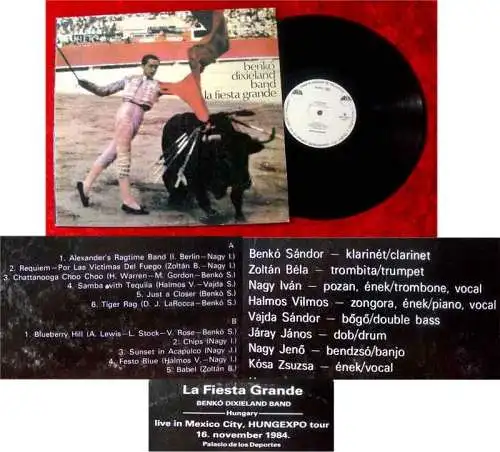 benkó
dixieland
band
la fiesta grande
A
1. Alexander's Ragtime Band (I. Berlin–Nagy I.)
2. Requiem–Por Las Victimas Del Fuego (Zoltán B.–Nagy I.)
3. Chattanooga Choo Choo (H. Warren–M. Gordon–Benkó S.)
4. Samba with Tequila (Halmos V.–Vajda S.)
5. Just a Closer (Benkó S.)
6. Tiger Rag (D. J. LaRocca–Benkó S.)
B
1. Blueberry Hill (A. Lewis–L. Stock–V. Rose–Benkó S.)
2. Chips (Nagy I.)
3. Sunset in Acapulco (Nagy J.)
4. Festo Blue (Halmos V.–Nagy I.)
5. Babel (Zoltán B.)
Benkó Sándor – klarinét/clarinet
Zoltán Béla – trombita/trumpet
Nagy Iván – pozan, ének/trombone, vocal
Halmos Vilmos – zongora, ének/piano, vocal
Vajda Sándor – bőgő/double bass
Járay János – dob/drum
Nagy Jenő – bendzsó/banjo
Kósa Zsuzsa – ének/vocal
La Fiesta Grande
BENKÓ DIXIELAND BAND
—Hungary—
live in Mexico City, HUNGEXPO tour
16. november 1984.
Palacio de los Deportes